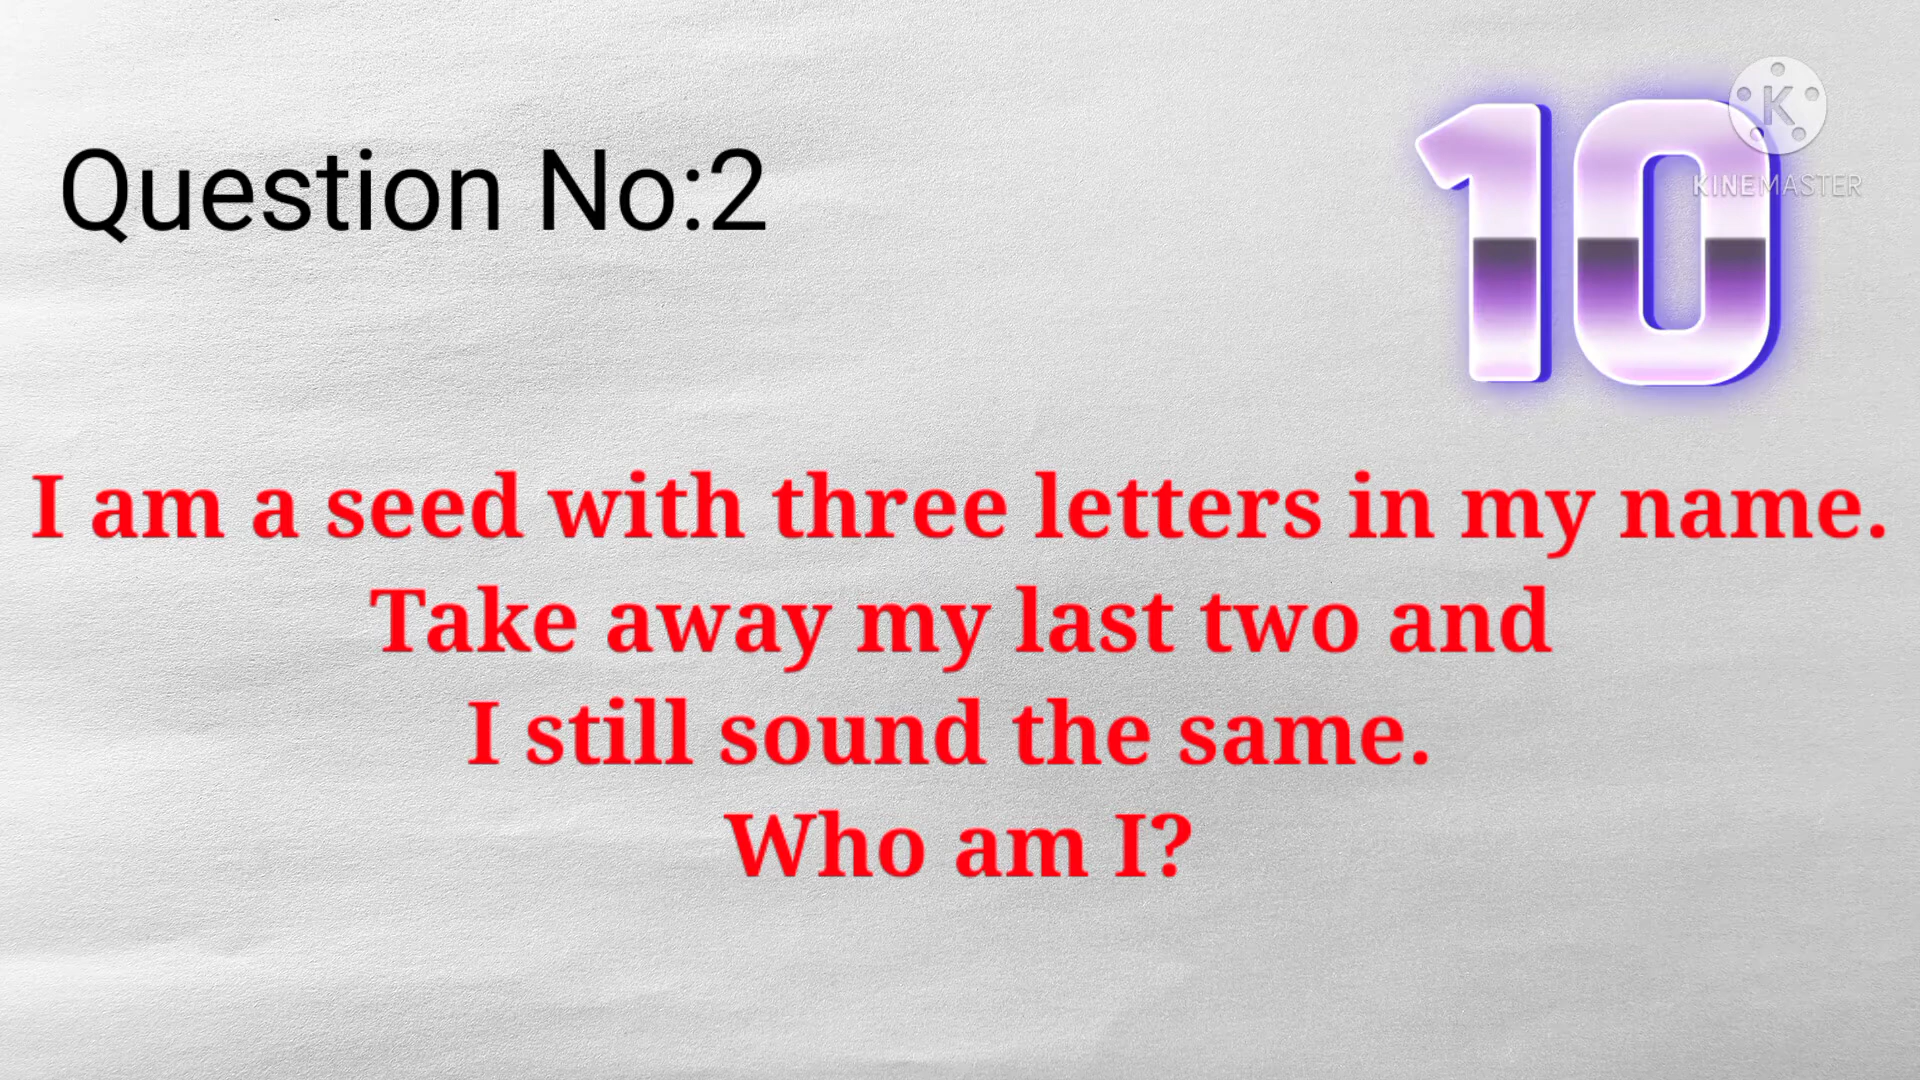 Question No:2
10
K
KINEMASTER
I am a seed with three letters in my name.
Take away my last two and
I still sound the same.
Who am I?